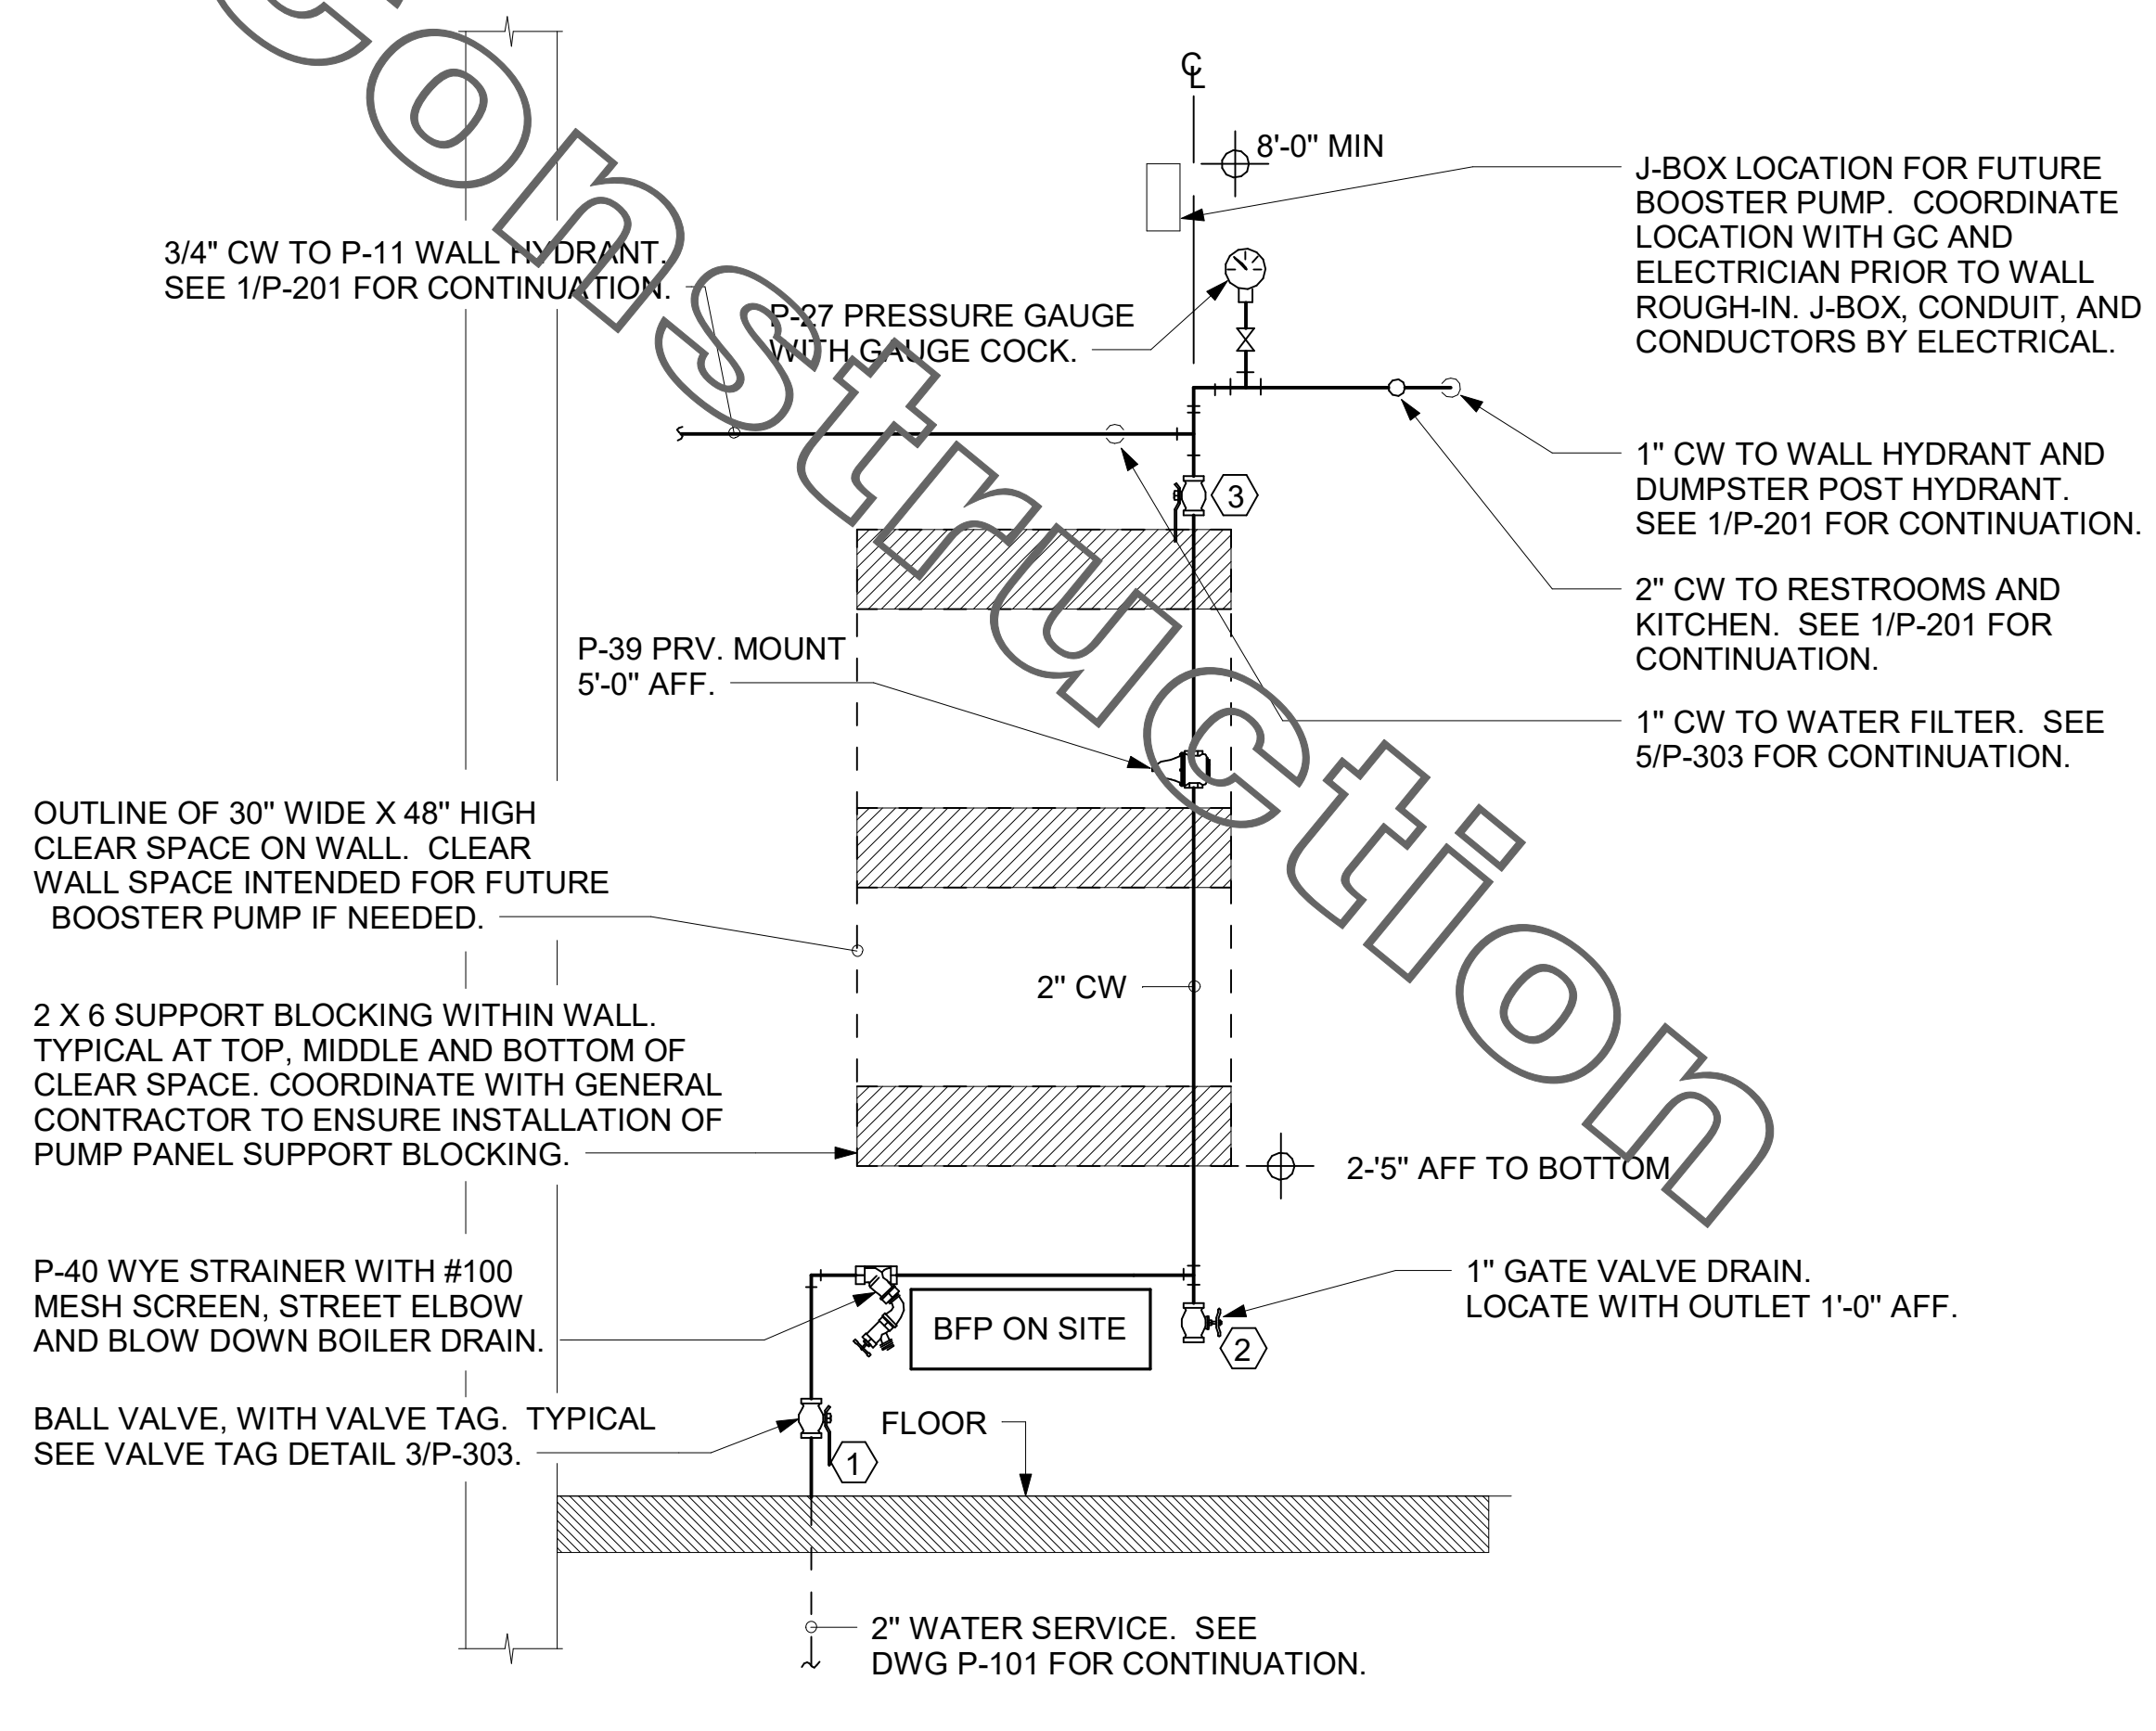 Construction
℄
8'-0" MIN
J-BOX LOCATION FOR FUTURE
BOOSTER PUMP. COORDINATE
LOCATION WITH GC AND
ELECTRICIAN PRIOR TO WALL
ROUGH-IN. J-BOX, CONDUIT, AND
CONDUCTORS BY ELECTRICAL.
3/4" CW TO P-11 WALL HYDRANT.
SEE 1/P-201 FOR CONTINUATION.
P-27 PRESSURE GAUGE
WITH GAUGE COCK.
1" CW TO WALL HYDRANT AND
DUMPSTER POST HYDRANT.
SEE 1/P-201 FOR CONTINUATION.
3
2" CW TO RESTROOMS AND
KITCHEN. SEE 1/P-201 FOR
CONTINUATION.
P-39 PRV. MOUNT
5'-0" AFF.
1" CW TO WATER FILTER. SEE
5/P-303 FOR CONTINUATION.
OUTLINE OF 30" WIDE X 48" HIGH
CLEAR SPACE ON WALL. CLEAR
WALL SPACE INTENDED FOR FUTURE
BOOSTER PUMP IF NEEDED.
2" CW
2 X 6 SUPPORT BLOCKING WITHIN WALL.
TYPICAL AT TOP, MIDDLE AND BOTTOM OF
CLEAR SPACE. COORDINATE WITH GENERAL
CONTRACTOR TO ENSURE INSTALLATION OF
PUMP PANEL SUPPORT BLOCKING.
2-'5" AFF TO BOTTOM
P-40 WYE STRAINER WITH #100
MESH SCREEN, STREET ELBOW
AND BLOW DOWN BOILER DRAIN.
BFP ON SITE
1" GATE VALVE DRAIN.
LOCATE WITH OUTLET 1'-0" AFF.
2
BALL VALVE, WITH VALVE TAG. TYPICAL
SEE VALVE TAG DETAIL 3/P-303.
1
FLOOR
2" WATER SERVICE. SEE
DWG P-101 FOR CONTINUATION.